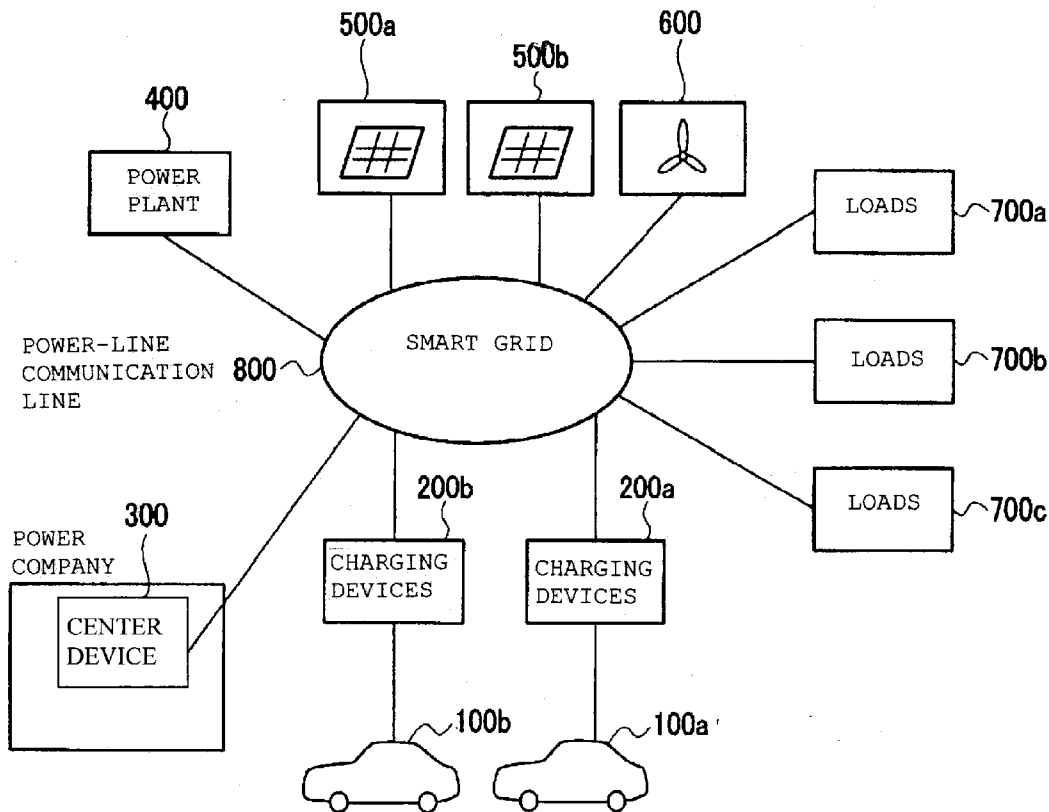 500a
500b
600
400
POWER
PLANT
LOADS
700a
SMART GRID
POWER-LINE
COMMUNICATION
LINE
800
LOADS
700b
200b
200a
LOADS
700c
300
POWER
COMPANY
CENTER
DEVICE
CHARGING
DEVICES
CHARGING
DEVICES
100b
100a